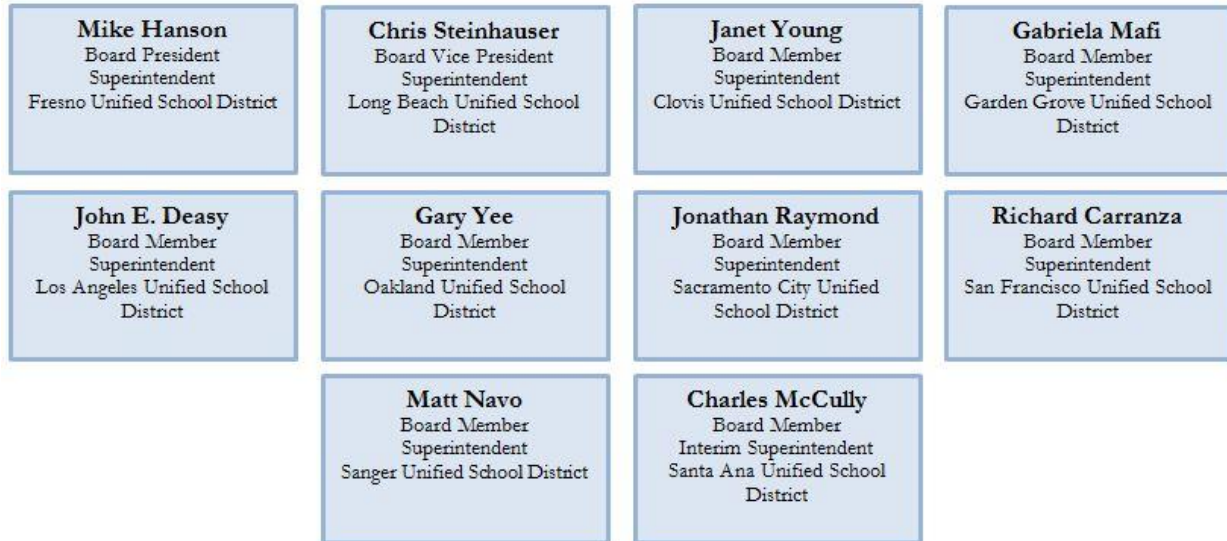 Mike Hanson
Board President
Superintendent
Fresno Unified School District
Chris Steinhauser
Board Vice President
Superintendent
Long Beach Unified School
District
Janet Young
Board Member
Superintendent
Clovis Unified School District
Gabriela Mafi
Board Member
Superintendent
Garden Grove Unified School
District
John E. Deasy
Board Member
Superintendent
Los Angeles Unified School
District
Gary Yee
Board Member
Superintendent
Oakland Unified School
District
Jonathan Raymond
Board Member
Superintendent
Sacramento City Unified
School District
Richard Carranza
Board Member
Superintendent
San Francisco Unified School
District
Matt Navo
Board Member
Superintendent
Sanger Unified School District
Charles McCully
Board Member
Interim Superintendent
Santa Ana Unified School
District